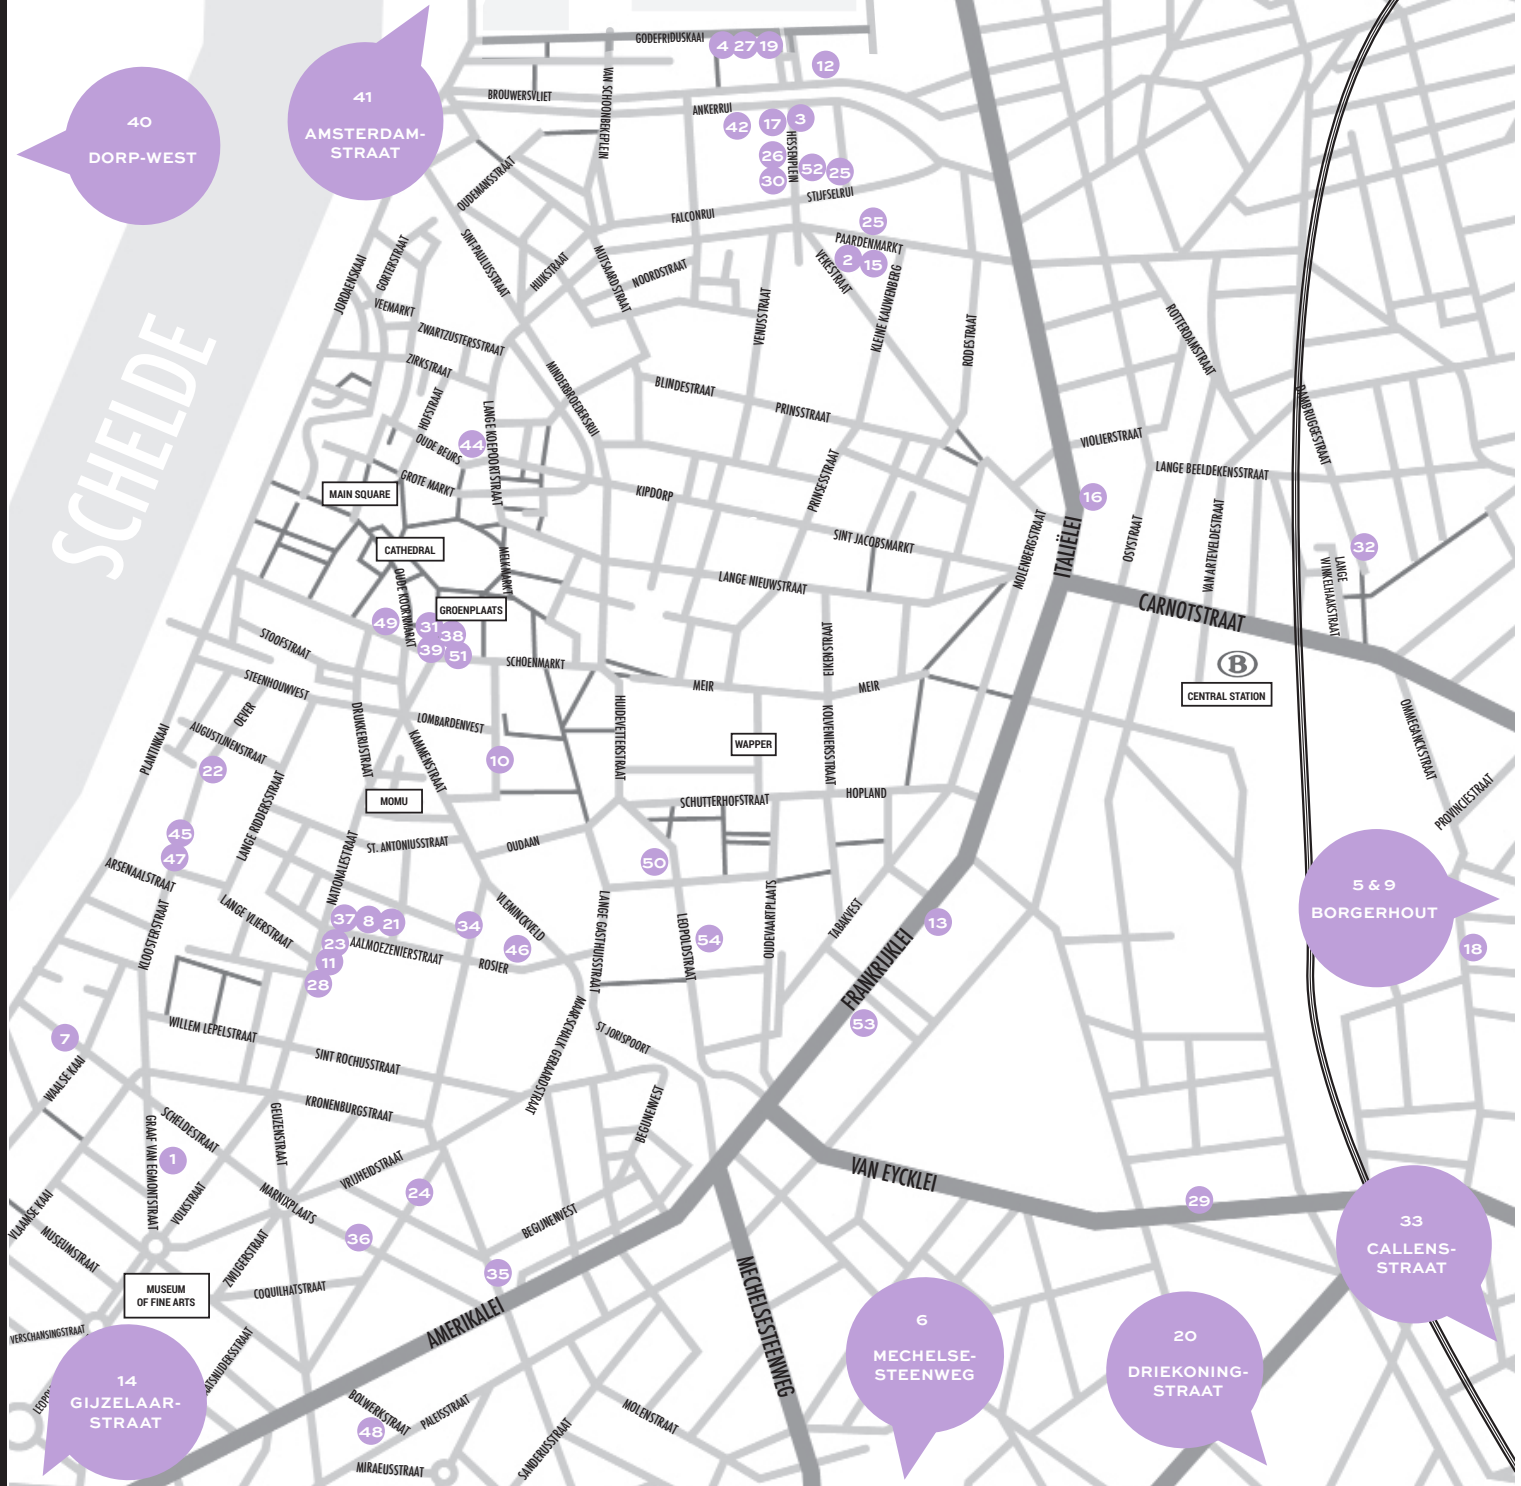 GODEFRIDUSKAAI
4
27
19
12
41
AMSTERDAM-
STRAAT
40
DORP-WEST
BROUWERSVLIET
VAN SCHOONBEKEPLEIN
ANKERRUI
42
17
3
HESSENPLEIN
26
52
25
30
STIJFSELRUI
OUDEMANSSTRAAT
FALCONRUI
25
PAARDENMARKT
2
15
VEKESTRAAT
KLEINE KAUWENBERG
JORDAENSKAAI
GORTERSTRAAT
SINT-PAULUSSTRAAT
HUIKSTRAAT
MUTSAARDSTRAAT
NOORDSTRAAT
VENUSSTRAAT
RODESTRAAT
ROTTERDAMSTRAAT
VEEMARKT
ZWARTZUSTERSSTRAAT
ZIRKSTRAAT
HOFSTRAAT
MINDERBROEDERSRUI
BLINDESTRAAT
PRINSSTRAAT
DAMBRUGGESTRAAT
SCHELDE
LANGE KOEPOORTSTRAAT
OUDE BEURS
44
GROTE MARKT
MAIN SQUARE
KIPDORP
PRINSESSTRAAT
VIOLIERSTRAAT
LANGE BEELDEKENSSTRAAT
16
SINT JACOBSMARKT
MOLENBERGSTRAAT
ITALIËLEI
OSYSTRAAT
VAN ARTEVELDESTRAAT
LANGE
WINKELHAAKSTRAAT
32
CATHEDRAL
MELKMARKT
OUDE KOORNMARKT
GROENPLAATS
LANGE NIEUWSTRAAT
CARNOTSTRAAT
49
31
38
39
51
SCHOENMARKT
STOOFSTRAAT
EIKENSTRAAT
B
CENTRAL STATION
STEENHOUWVEST
MEIR
MEIR
OEVER
DRUKKERIJSTRAAT
LOMBARDENVEST
KAMMENSTRAAT
HUIDEVETTERSTRAAT
WAPPER
KOLVENIERSSTRAAT
OMMEGANCKSTRAAT
PLANTINKAAI
AUGUSTIJNENSTRAAT
22
10
MOMU
SCHUTTERHOFSTRAAT
HOPLAND
PROVINCIESTRAAT
LANGE RIDDERSSTRAAT
45
47
ST. ANTONIUSSTRAAT
OUDAAN
50
5 & 9
BORGERHOUT
ARSENAALSTRAAT
NATIONALESTRAAT
KLOOSTERSTRAAT
LANGE VLIERSTRAAT
37
8
21
34
VLEMINCKVELD
46
LANGE GASTHUISSTRAAT
LEOPOLDSTRAAT
54
OUDEVAARTPLAATS
TABAKVEST
13
18
23
AALMOEZENIERSTRAAT
ROSIER
11
28
FRANKRIJKLEI
53
7
WILLEM LEPELSTRAAT
SINT ROCHUSSTRAAT
MAARSCHALK GERAARDSTRAAT
ST JORISPOORT
WAALSE KAAI
KRONENBURGSTRAAT
BEGIJNENVEST
SCHELDESTRAAT
GRAAF VAN EGMONTSTRAAT
1
GEUZENSTRAAT
VRIJHEIDSTRAAT
24
VAN EYCKLEI
29
VLAAMSE KAAI
VOLKSTRAAT
MARNIXPLAATS
BEGIJNENVEST
36
33
CALLENS-
STRAAT
MUSEUMSTRAAT
ZWIJGERSTRAAT
35
MUSEUM
OF FINE ARTS
COQUILHATSTRAAT
AMERIKALEI
MECHELSESTEENWEG
6
MECHELSE-
STEENWEG
20
DRIEKONING-
STRAAT
VERSCHANSINGSTRAAT
14
GIJZELAAR-
STRAAT
BOLWERKSTRAAT
48
PALEISSTRAAT
MIRAEUSSTRAAT
SANDERUSSTRAAT
MOLENSTRAAT